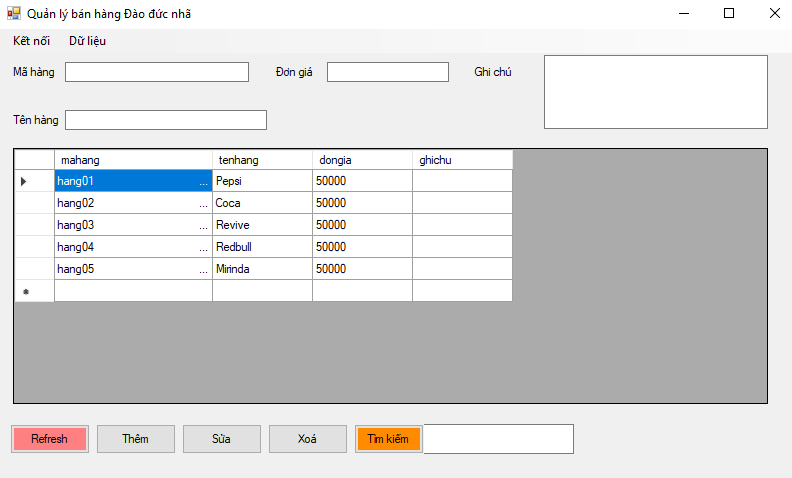 Quản lý bán hàng Đào đức nhã
Kết nối Dữ liệu
Mã hàng Đơn giá Ghi chú
Tên hàng
mahang tenhang dongia ghichu
hang01 ... Pepsi 50000
hang02 ... Coca 50000
hang03 ... Revive 50000
hang04 ... Redbull 50000
hang05 ... Mirinda 50000
Refresh Thêm Sửa Xoá Tìm kiếm